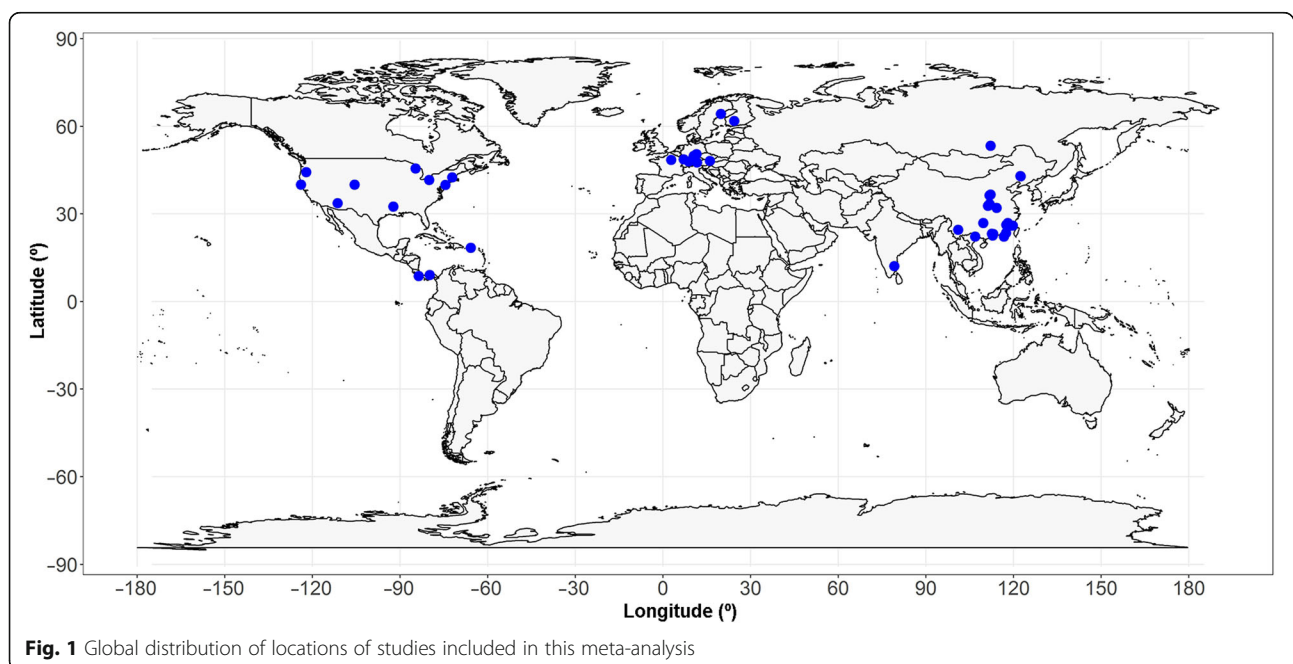 90
60
30
0
−30
−60
−90
Latitude (º)
−180 −150 −120 −90 −60 −30 0 30 60 90 120 150 180
Longitude (º)
Fig. 1 Global distribution of locations of studies included in this meta-analysis